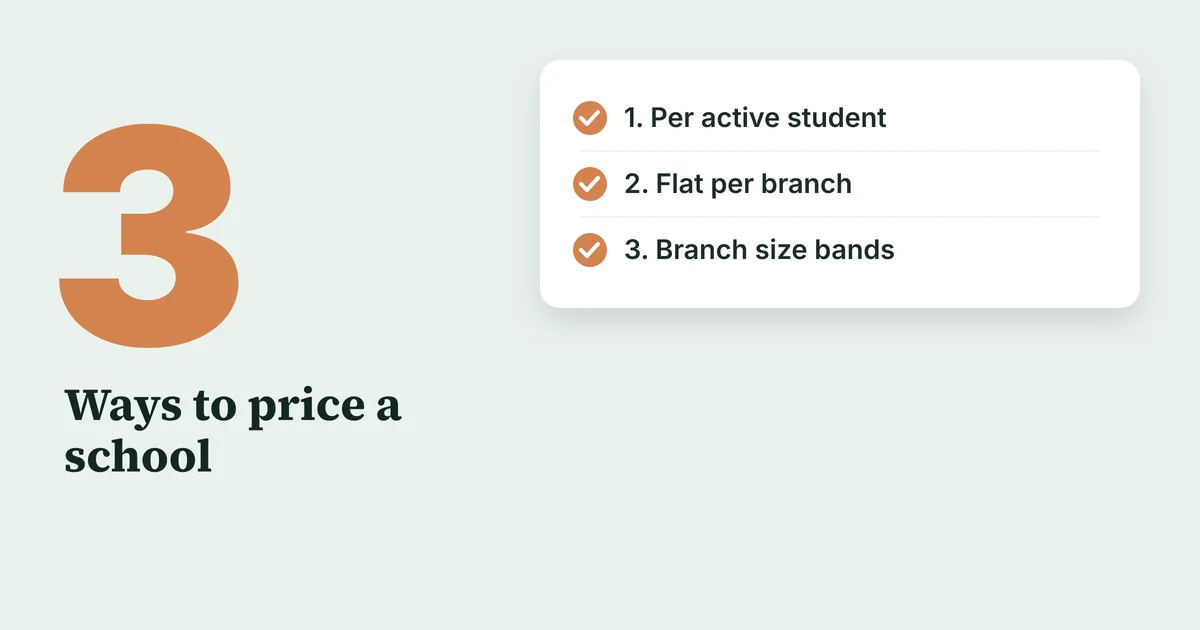 3
Ways to price a
school
1. Per active student
2. Flat per branch
3. Branch size bands